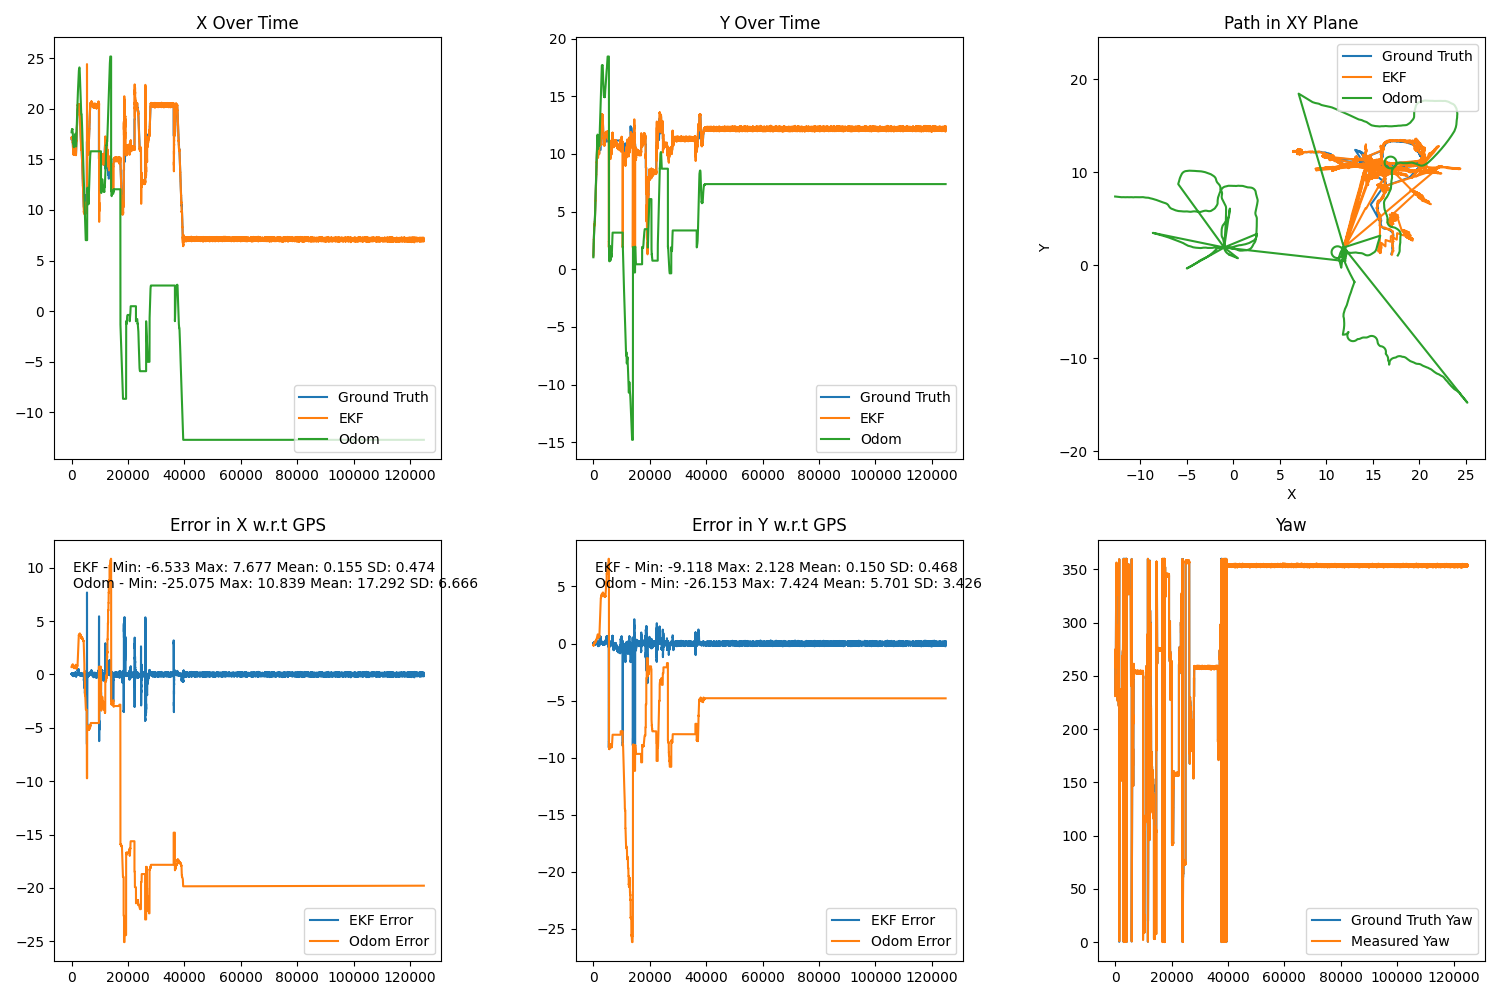 X Over Time
25
20
15
10
5
0
−5
−10
Ground Truth
EKF
Odom
0 20000 40000 60000 80000 100000 120000
Y Over Time
20
15
10
5
0
−5
−10
−15
Ground Truth
EKF
Odom
0 20000 40000 60000 80000 100000 120000
Path in XY Plane
Ground Truth
EKF
Odom
Y
20
10
0
−10
−20
−10 −5 0 5 10 15 20 25
X
Error in X w.r.t GPS
EKF - Min: -6.533 Max: 7.677 Mean: 0.155 SD: 0.474
Odom - Min: -25.075 Max: 10.839 Mean: 17.292 SD: 6.666
10
5
0
−5
−10
−15
−20
−25
EKF Error
Odom Error
0 20000 40000 60000 80000 100000 120000
Error in Y w.r.t GPS
EKF - Min: -9.118 Max: 2.128 Mean: 0.150 SD: 0.468
Odom - Min: -26.153 Max: 7.424 Mean: 5.701 SD: 3.426
5
0
−5
−10
−15
−20
−25
EKF Error
Odom Error
0 20000 40000 60000 80000 100000 120000
Yaw
350
300
250
200
150
100
50
0
Ground Truth Yaw
Measured Yaw
0 20000 40000 60000 80000 100000 120000